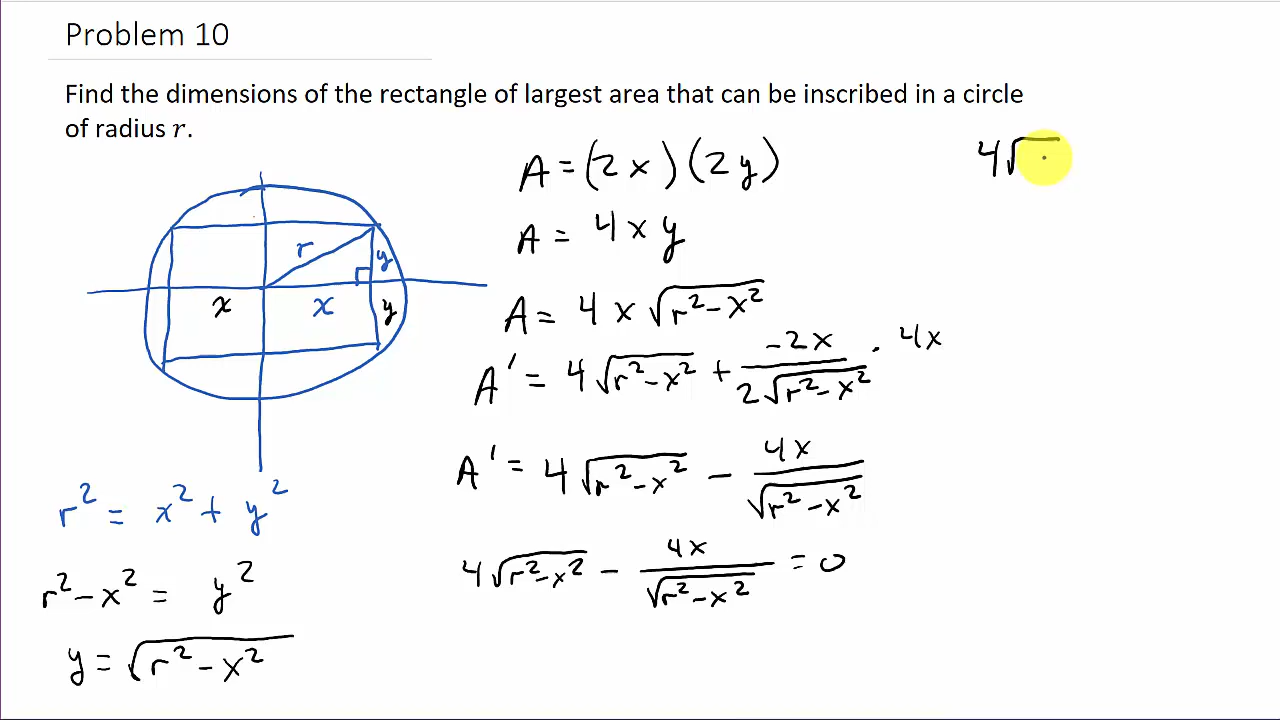 Problem 10
Find the dimensions of the rectangle of largest area that can be inscribed in a circle
of radius r.
r
y
x
x
y
r² = x² + y²
r² - x² = y²
y = √(r² - x²)
A = (2x)(2y)
A = 4xy
A = 4x√(r² - x²)
A' = 4√(r² - x²) + -2x / 2√(r² - x²) · 4x
A' = 4√(r² - x²) - 4x / √(r² - x²)
4√(r² - x²) - 4x / √(r² - x²) = 0
4√